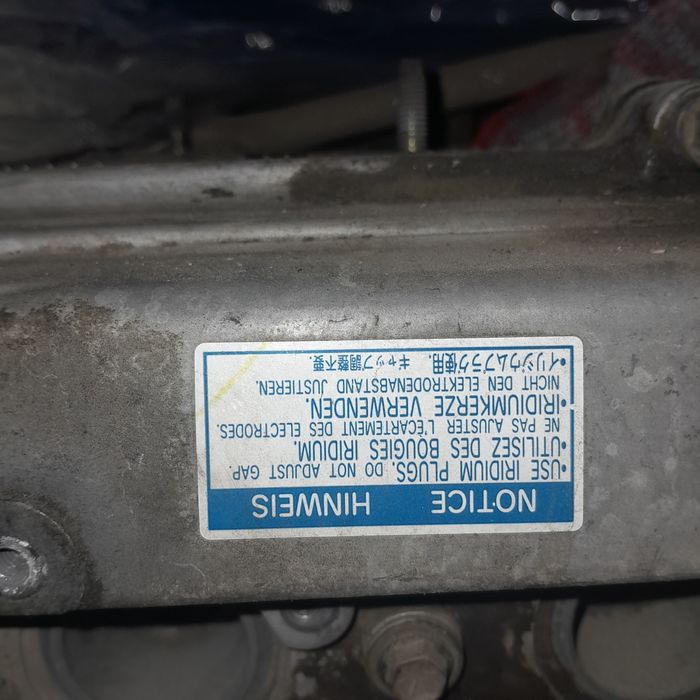 NOTICE HINWEIS
•USE IRIDIUM PLUGS. DO NOT ADJUST GAP.
•UTILISEZ DES BOUGIES IRIDIUM.
NE PAS AJUSTER L'ÉCARTEMENT DES ELECTRODES.
•IRIDIUMKERZE VERWENDEN.
NICHT DEN ELEKTRODENABSTAND JUSTIEREN.
•イリジウムプラグ使用. ギャップ調整不要.